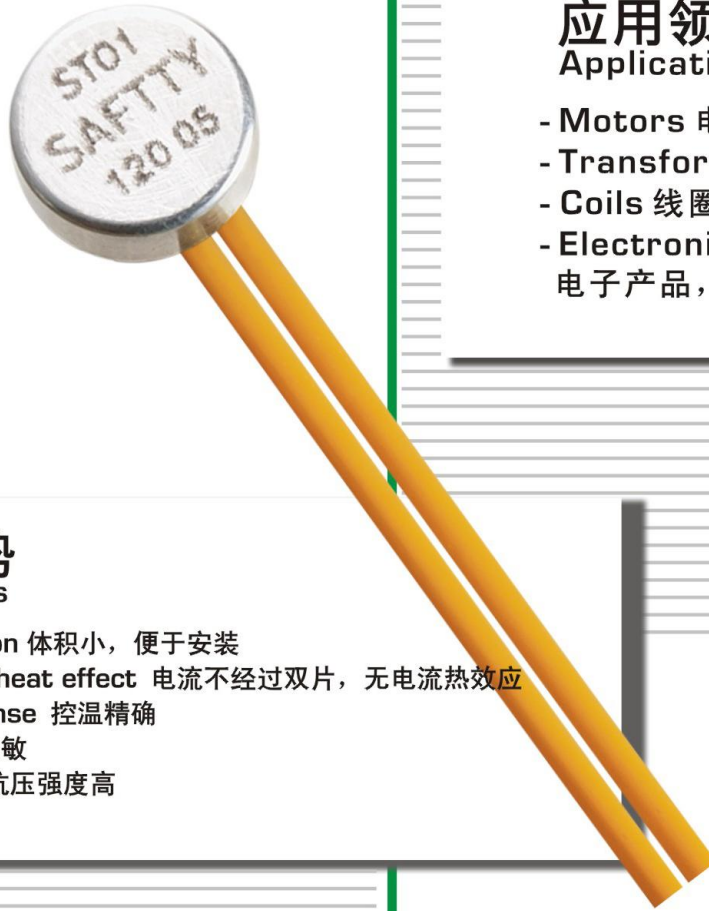 ST01
SAFTTY
120 05
应用领
Applicati
- Motors
- Transfor
- Coils 线圈
- Electroni
电子产品，
势
s
on 体积小，便于安装
heat effect 电流不经过双片，无电流热效应
nse 控温精确
敏
抗压强度高